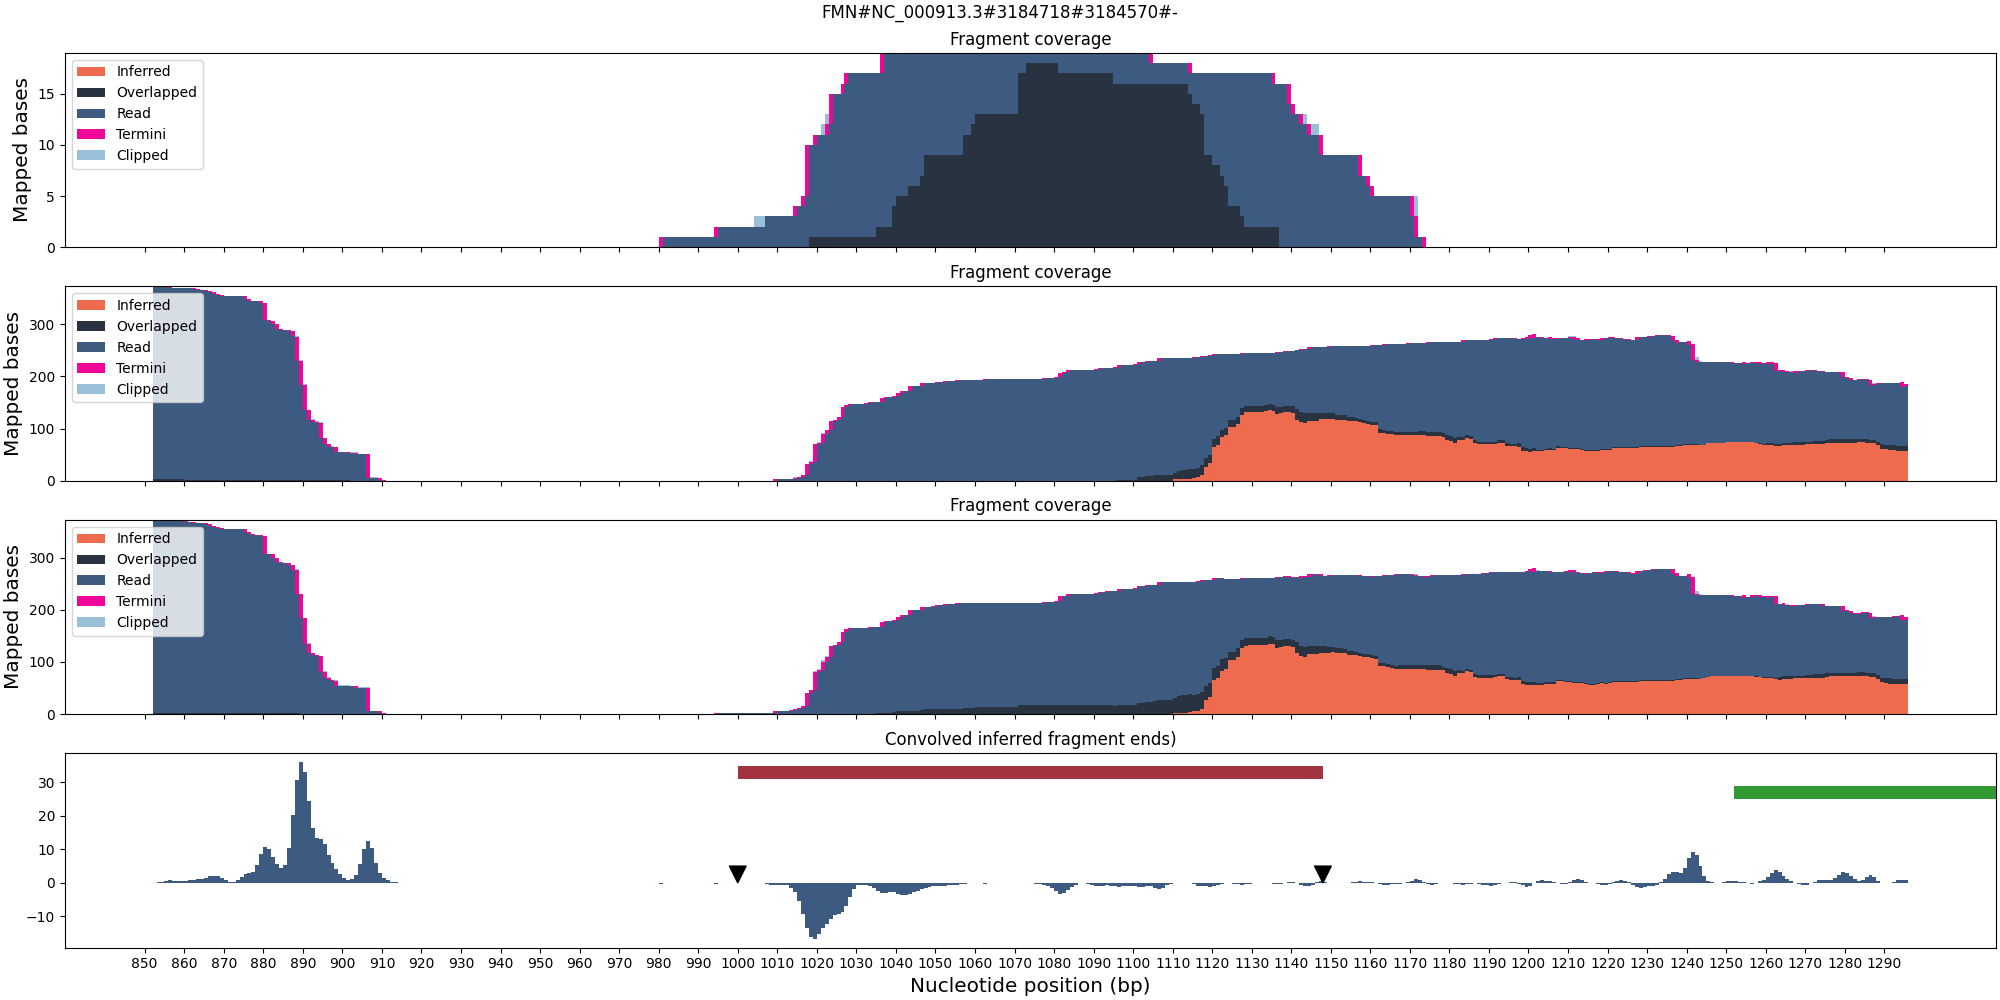 FMN#NC_000913.3#3184718#3184570#-
Fragment coverage
Mapped bases
15
10
5
0
Inferred
Overlapped
Read
Termini
Clipped
Fragment coverage
Mapped bases
300
200
100
0
Inferred
Overlapped
Read
Termini
Clipped
Fragment coverage
Mapped bases
300
200
100
0
Inferred
Overlapped
Read
Termini
Clipped
Convolved inferred fragment ends)
30
20
10
0
−10
850 860 870 880 890 900 910 920 930 940 950 960 970 980 990 1000 1010 1020 1030 1040 1050 1060 1070 1080 1090 1100 1110 1120 1130 1140 1150 1160 1170 1180 1190 1200 1210 1220 1230 1240 1250 1260 1270 1280 1290
Nucleotide position (bp)